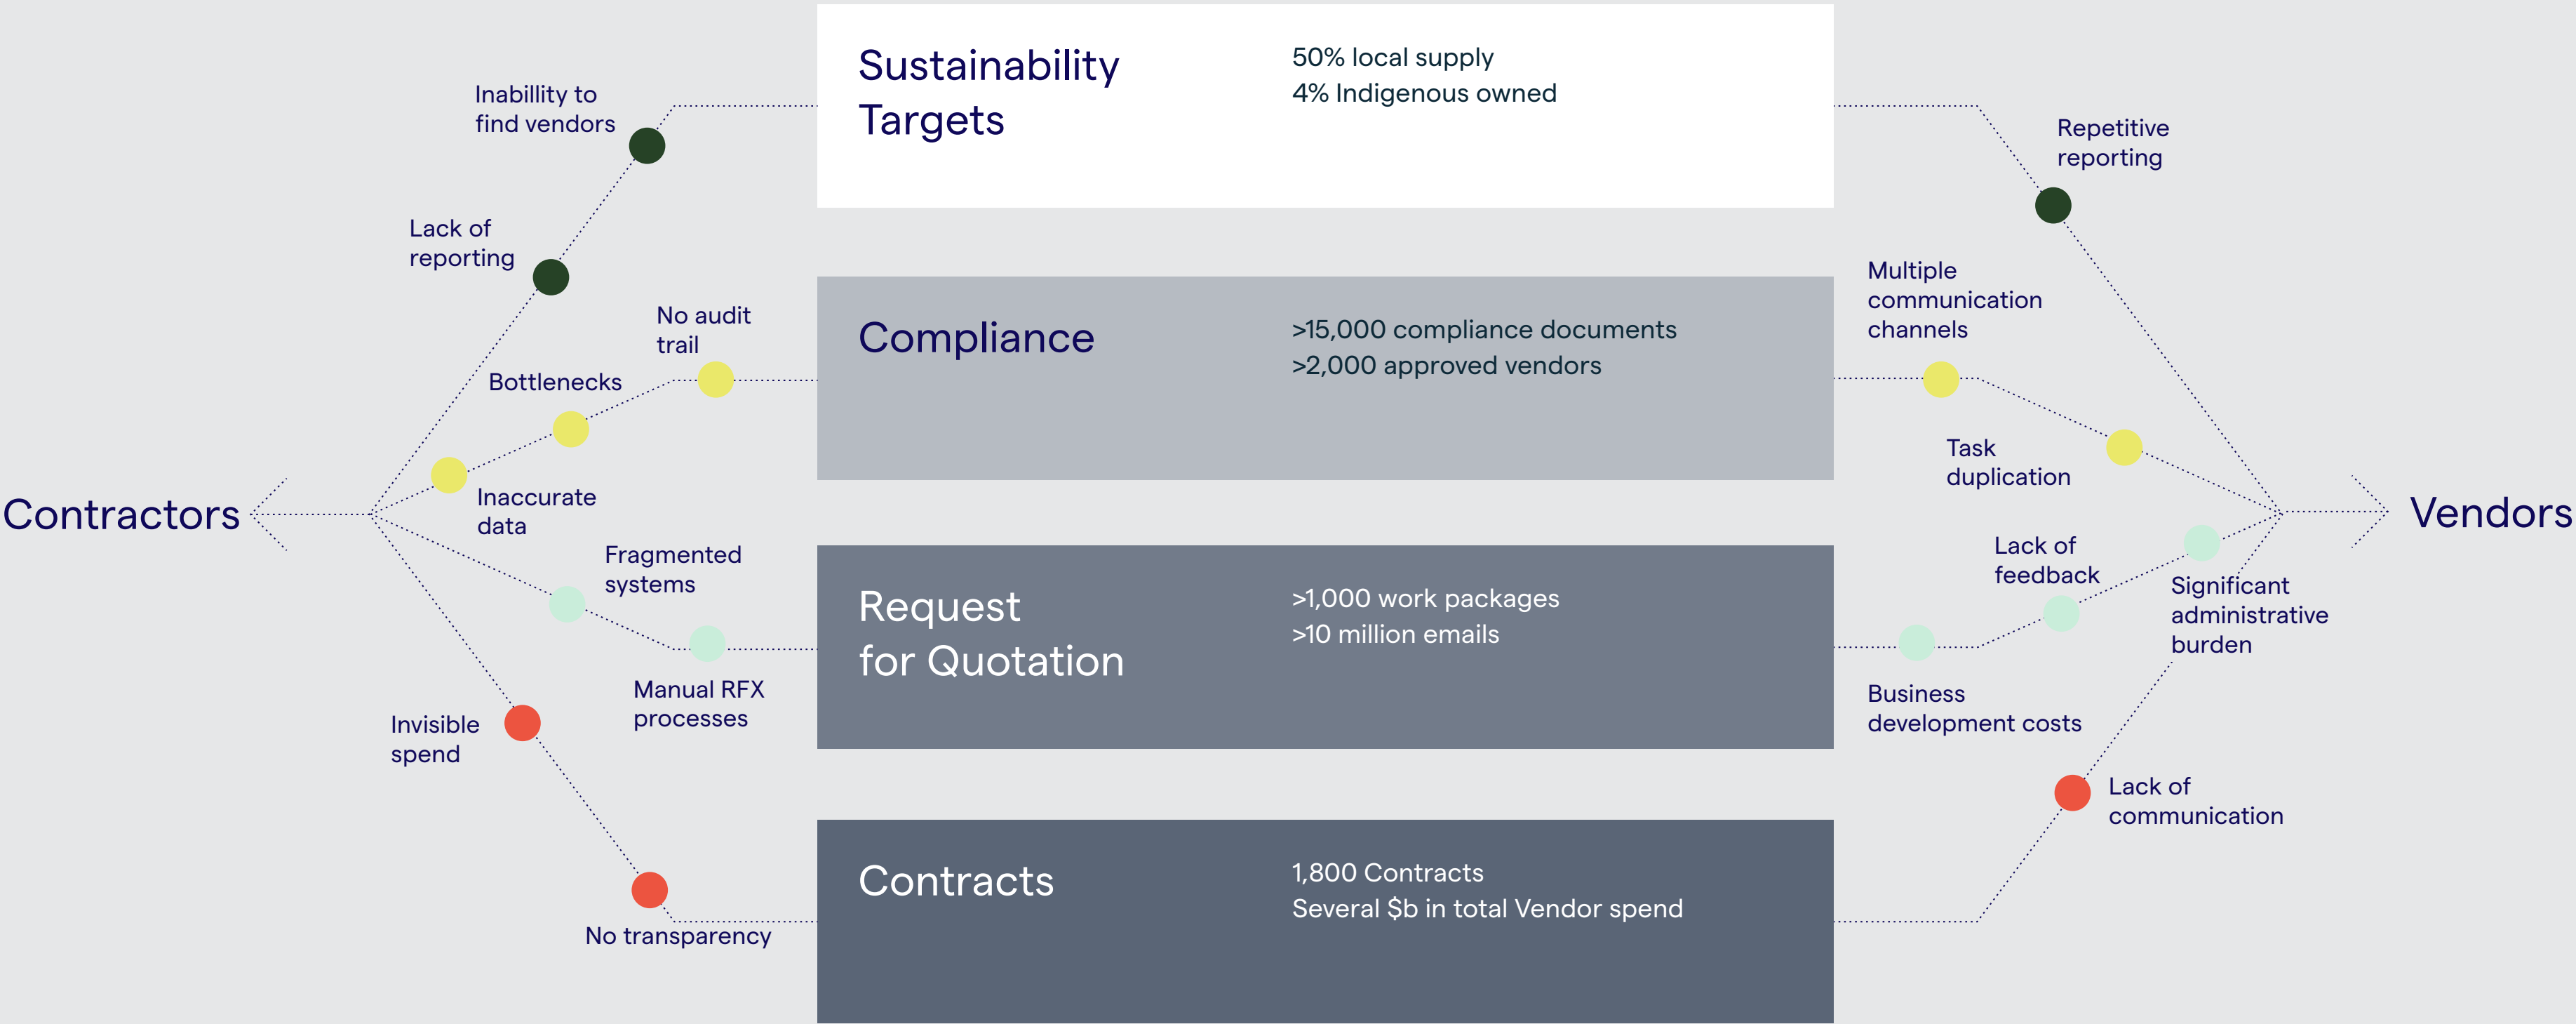 Contractors
Inabillity to
find vendors
Lack of
reporting
No audit
trail
Bottlenecks
Inaccurate
data
Fragmented
systems
Manual RFX
processes
Invisible
spend
No transparency
Sustainability
Targets
50% local supply
4% Indigenous owned
Compliance
>15,000 compliance documents
>2,000 approved vendors
Request
for Quotation
>1,000 work packages
>10 million emails
Contracts
1,800 Contracts
Several $b in total Vendor spend
Repetitive
reporting
Multiple
communication
channels
Task
duplication
Lack of
feedback
Significant
administrative
burden
Business
development costs
Lack of
communication
Vendors